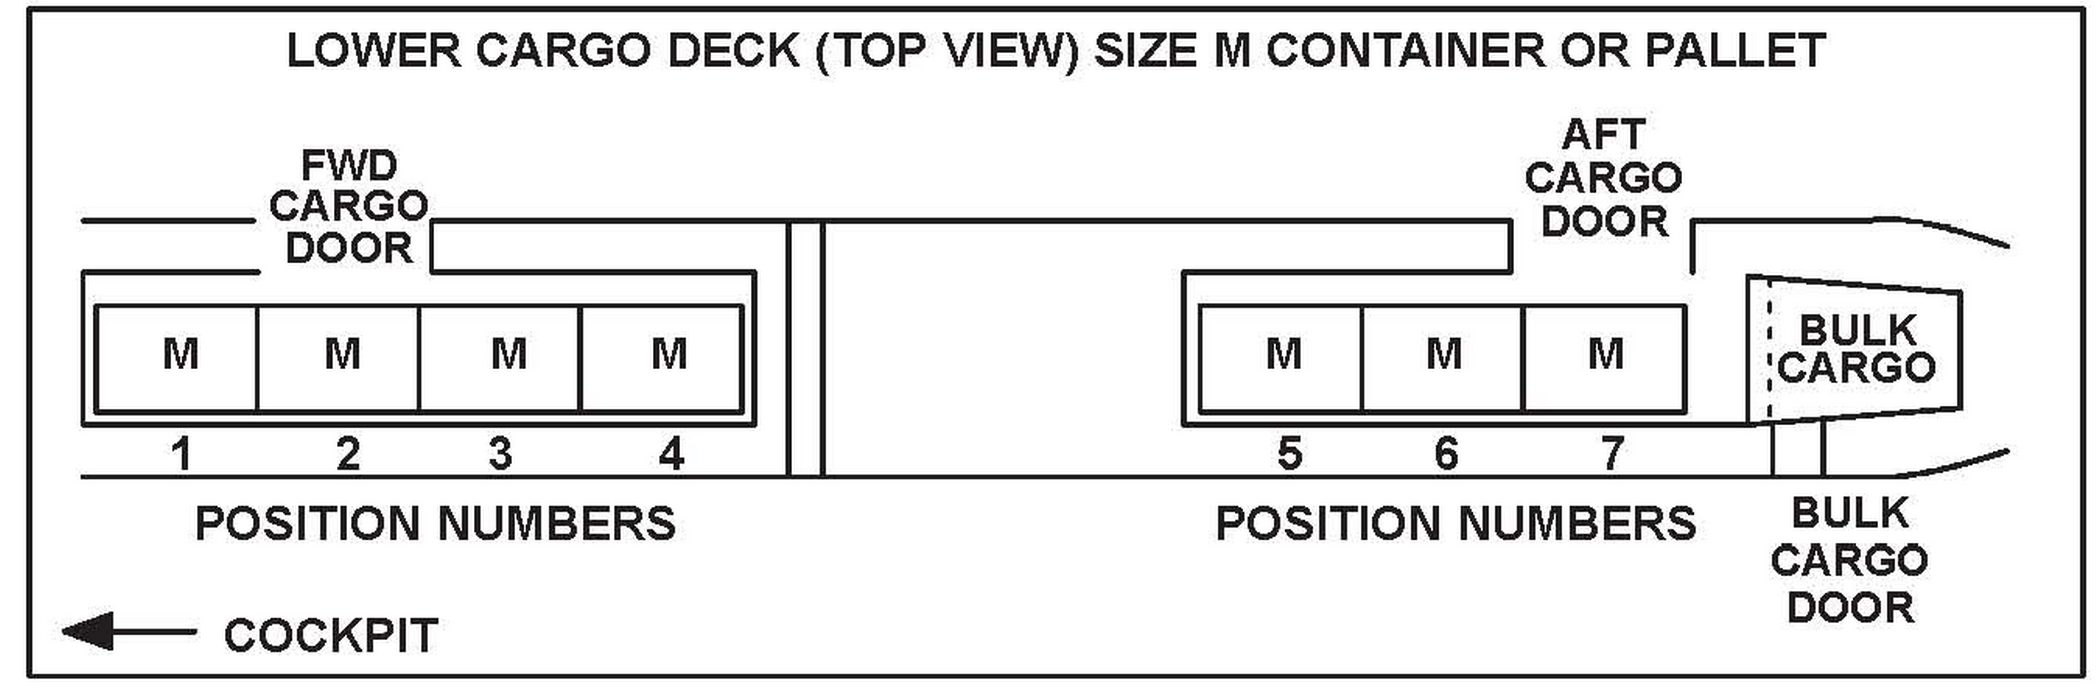 LOWER CARGO DECK (TOP VIEW) SIZE M CONTAINER OR PALLET
FWD
CARGO
DOOR
AFT
CARGO
DOOR
M M M M
M M M
BULK
CARGO
1 2 3 4
5 6 7
POSITION NUMBERS
POSITION NUMBERS
BULK
CARGO
DOOR
COCKPIT